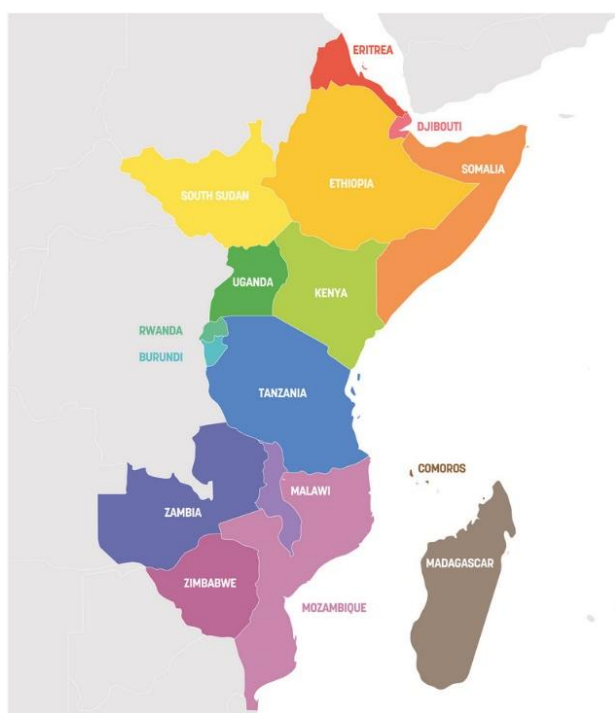 ERITREA
DJIBOUTI
SOMALIA
ETHIOPIA
SOUTH SUDAN
UGANDA
KENYA
RWANDA
BURUNDI
TANZANIA
COMOROS
MALAWI
ZAMBIA
MADAGASCAR
ZIMBABWE
MOZAMBIQUE